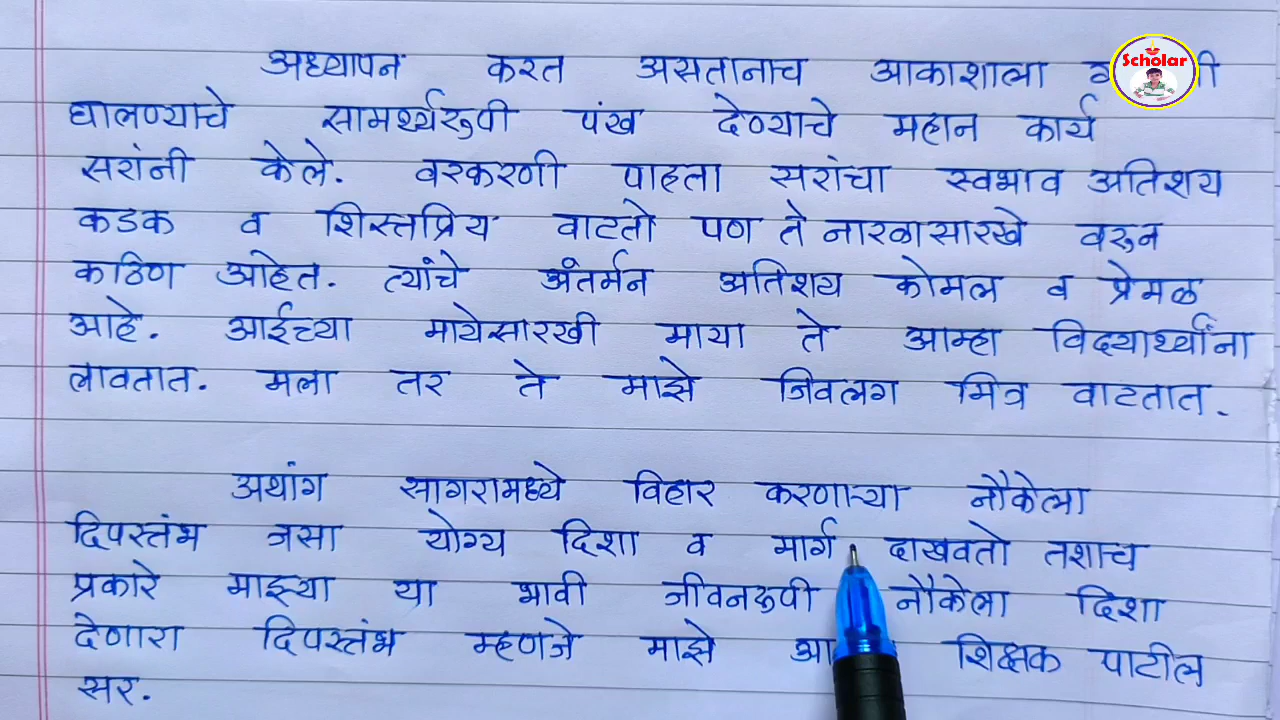 Scholar
अध्यापन करत असतानाच आकाशाला
घालण्याचे सामर्थ्यरुपी पंख देण्याचे महान कार्य
सरांनी केले. वरकरणी पाहता सरांचा स्वभाव अतिशय
कडक व शिस्तप्रिय वाटतो पण ते नारळासारखे वरून
कठिण आहेत. त्यांचे अंतर्मन अतिशय कोमल व प्रेमळ
आहे. आईच्या मायेसारखी माया ते आम्हा विद्यार्थ्यांना
लावतात. मला तर ते माझे जिवलग मित्र वाटतात.
अथांग सागरामध्ये विहार करणाऱ्या नौकेला
दिपस्तंभ जसा योग्य दिशा व मार्ग दाखवतो तशाच
प्रकारे माझ्या या भावी जीवनरूपी नौकेला दिशा
देणारा दिपस्तंभ म्हणजे माझे शिक्षक पाटील
सर.